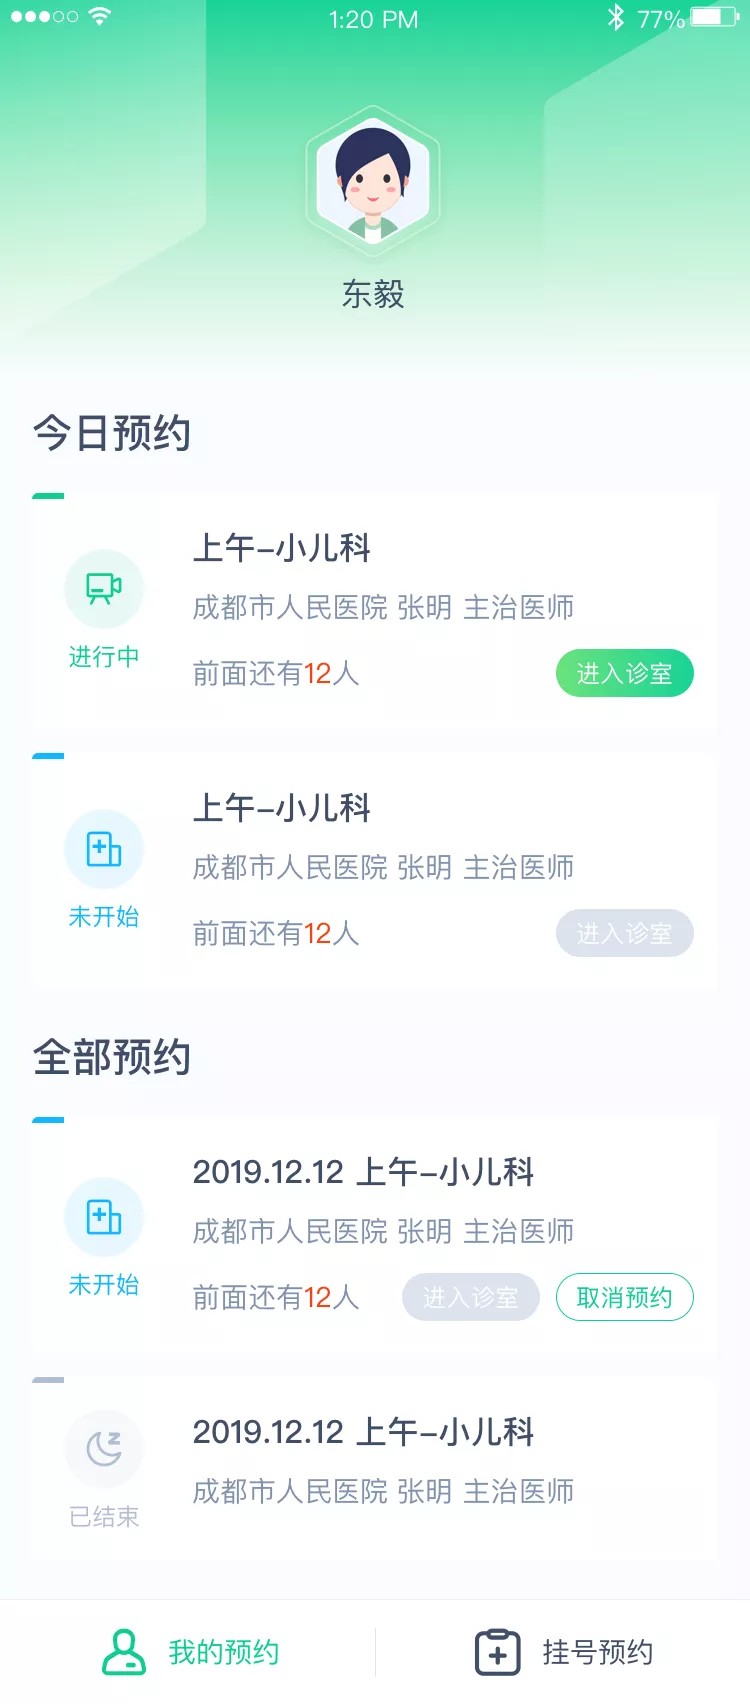 1:20 PM
77%
东毅
今日预约
上午-小儿科
成都市人民医院 张明 主治医师
进行中
前面还有12人
进入诊室
上午-小儿科
成都市人民医院 张明 主治医师
未开始
前面还有12人
进入诊室
全部预约
2019.12.12 上午-小儿科
成都市人民医院 张明 主治医师
未开始
前面还有12人
进入诊室
取消预约
2019.12.12 上午-小儿科
成都市人民医院 张明 主治医师
已结束
我的预约
挂号预约